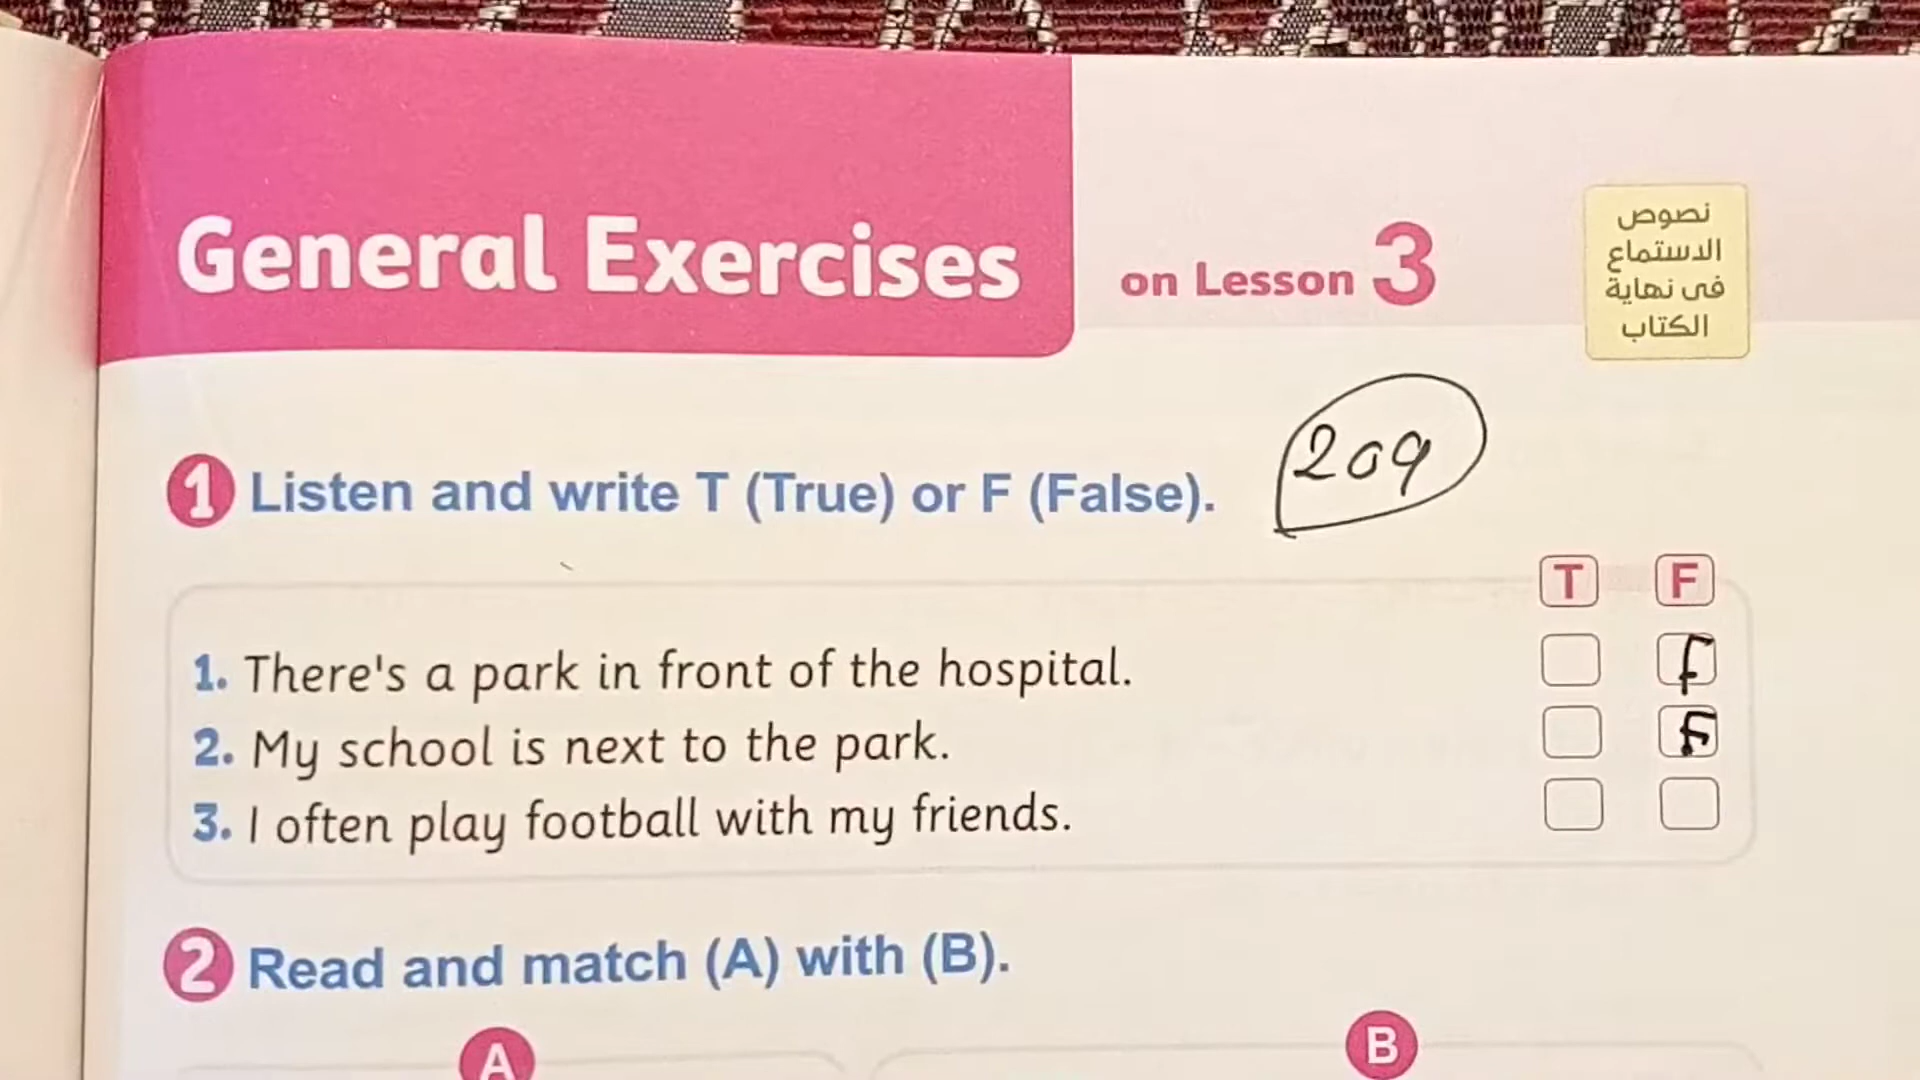 General Exercises
on Lesson 3
نصوص
الاستماع
فى نهاية
الكتاب
209
1 Listen and write T (True) or F (False).
T F
1. There's a park in front of the hospital. F
2. My school is next to the park. F
3. I often play football with my friends.
2 Read and match (A) with (B).
A B